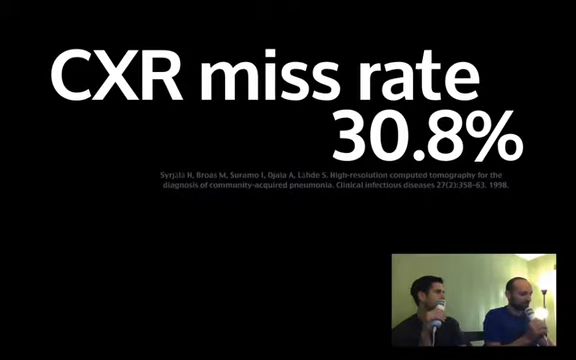 CXR miss rate
30.8%
Syrjälä H, Broas M, Suramo I, Ojala A, Lähde S. High-resolution computed tomography for the
diagnosis of community-acquired pneumonia. Clinical infectious diseases 27(2):358-63. 1998.